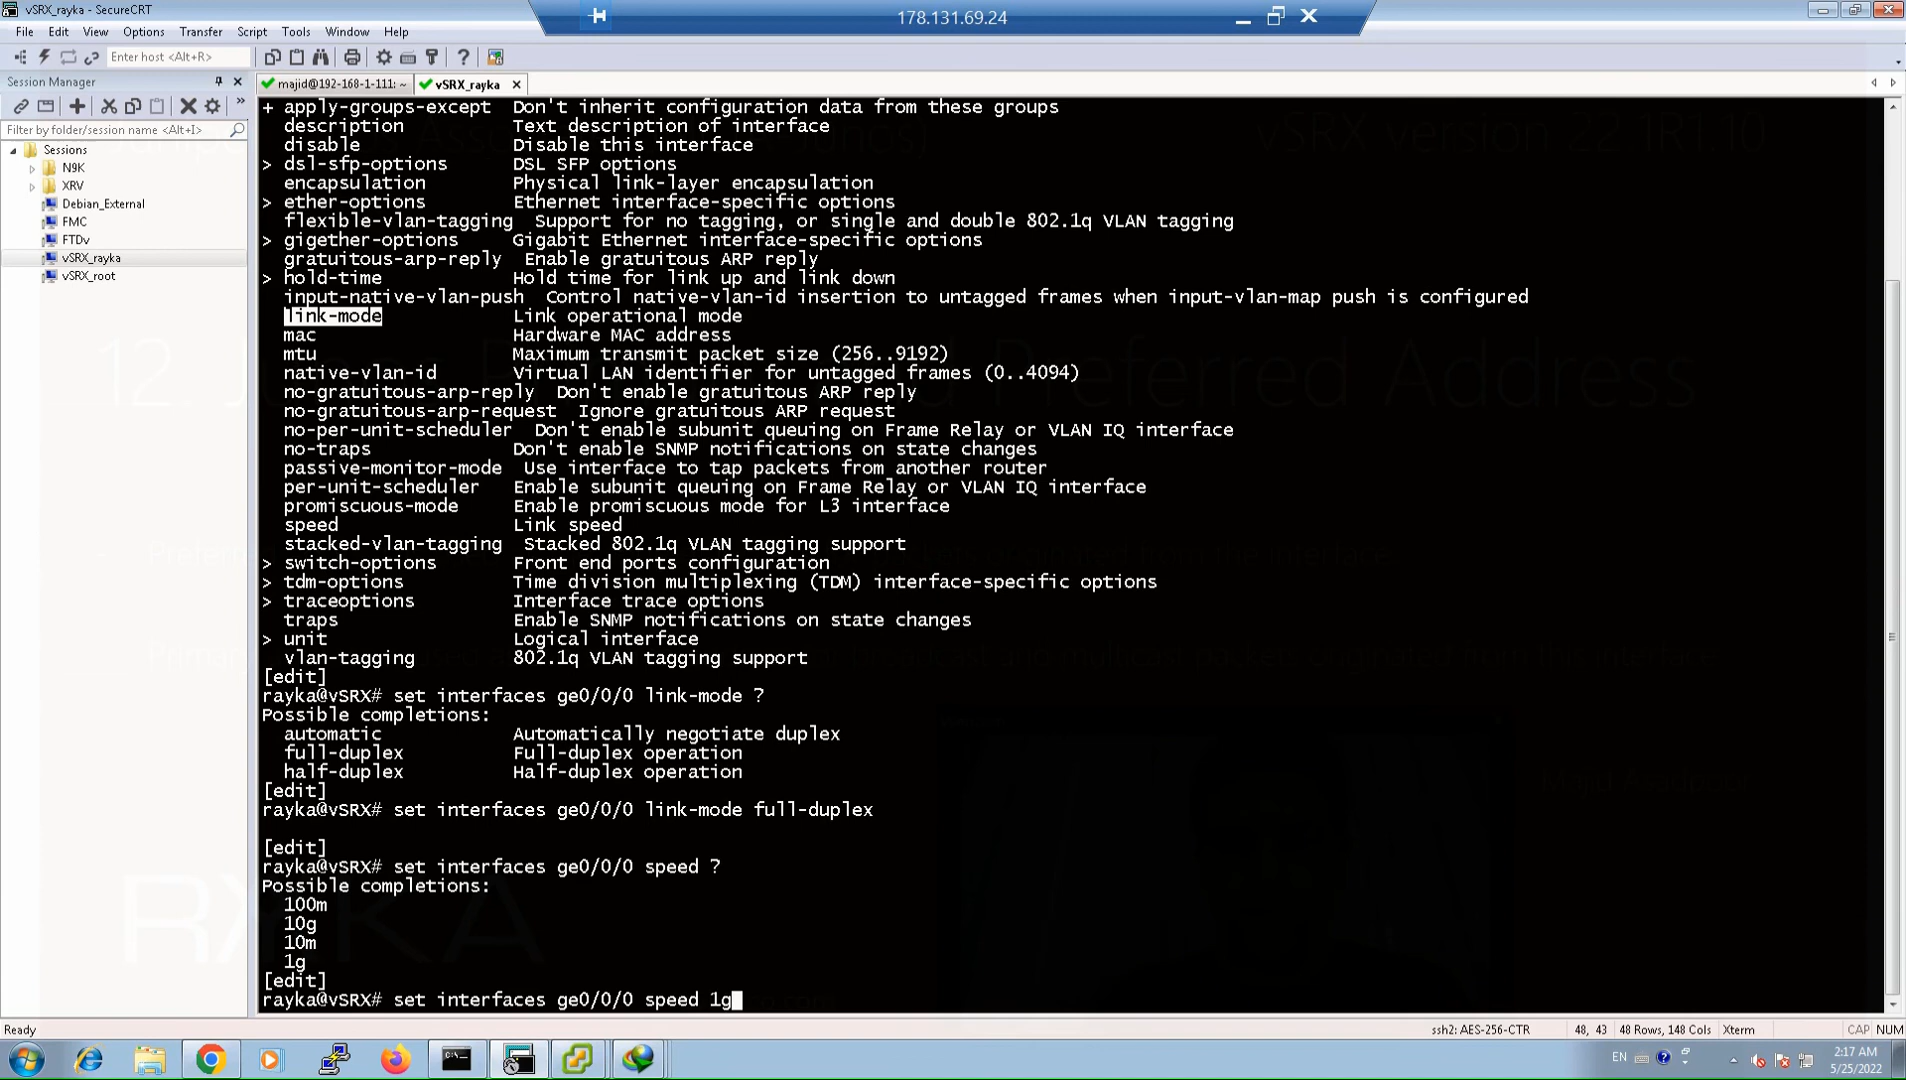 vSRX_rayka - SecureCRT
178.131.69.24
File Edit View Options Transfer Script Tools Window Help
Enter host <Alt+R>
Session Manager
majid@192-168-1-111: ~
vSRX_rayka
Filter by folder/session name <Alt+I>
Sessions
N9K
XRV
Debian_External
FMC
FTDv
vSRX_rayka
vSRX_root
+ apply-groups-except Don't inherit configuration data from these groups
description Text description of interface
disable Disable this interface
> dsl-sfp-options DSL SFP options
encapsulation Physical link-layer encapsulation
> ether-options Ethernet interface-specific options
flexible-vlan-tagging Support for no tagging, or single and double 802.1q VLAN tagging
> gigether-options Gigabit Ethernet interface-specific options
gratuitous-arp-reply Enable gratuitous ARP reply
> hold-time Hold time for link up and link down
input-native-vlan-push Control native-vlan-id insertion to untagged frames when input-vlan-map push is configured
link-mode Link operational mode
mac Hardware MAC address
mtu Maximum transmit packet size (256..9192)
native-vlan-id Virtual LAN identifier for untagged frames (0..4094)
no-gratuitous-arp-reply Don't enable gratuitous ARP reply
no-gratuitous-arp-request Ignore gratuitous ARP request
no-per-unit-scheduler Don't enable subunit queuing on Frame Relay or VLAN IQ interface
no-traps Don't enable SNMP notifications on state changes
passive-monitor-mode Use interface to tap packets from another router
per-unit-scheduler Enable subunit queuing on Frame Relay or VLAN IQ interface
promiscuous-mode Enable promiscuous mode for L3 interface
speed Link speed
stacked-vlan-tagging Stacked 802.1q VLAN tagging support
> switch-options Front end ports configuration
> tdm-options Time division multiplexing (TDM) interface-specific options
> traceoptions Interface trace options
traps Enable SNMP notifications on state changes
> unit Logical interface
vlan-tagging 802.1q VLAN tagging support
[edit]
rayka@vSRX# set interfaces ge0/0/0 link-mode ?
Possible completions:
automatic Automatically negotiate duplex
full-duplex Full-duplex operation
half-duplex Half-duplex operation
[edit]
rayka@vSRX# set interfaces ge0/0/0 link-mode full-duplex
[edit]
rayka@vSRX# set interfaces ge0/0/0 speed ?
Possible completions:
100m
10g
10m
1g
[edit]
rayka@vSRX# set interfaces ge0/0/0 speed 1g
Ready
ssh2: AES-256-CTR 48, 43 48 Rows, 148 Cols Xterm CAP NUM
EN
2:17 AM
5/25/2022
vSRX version 22.1R1.10
Preferred Address